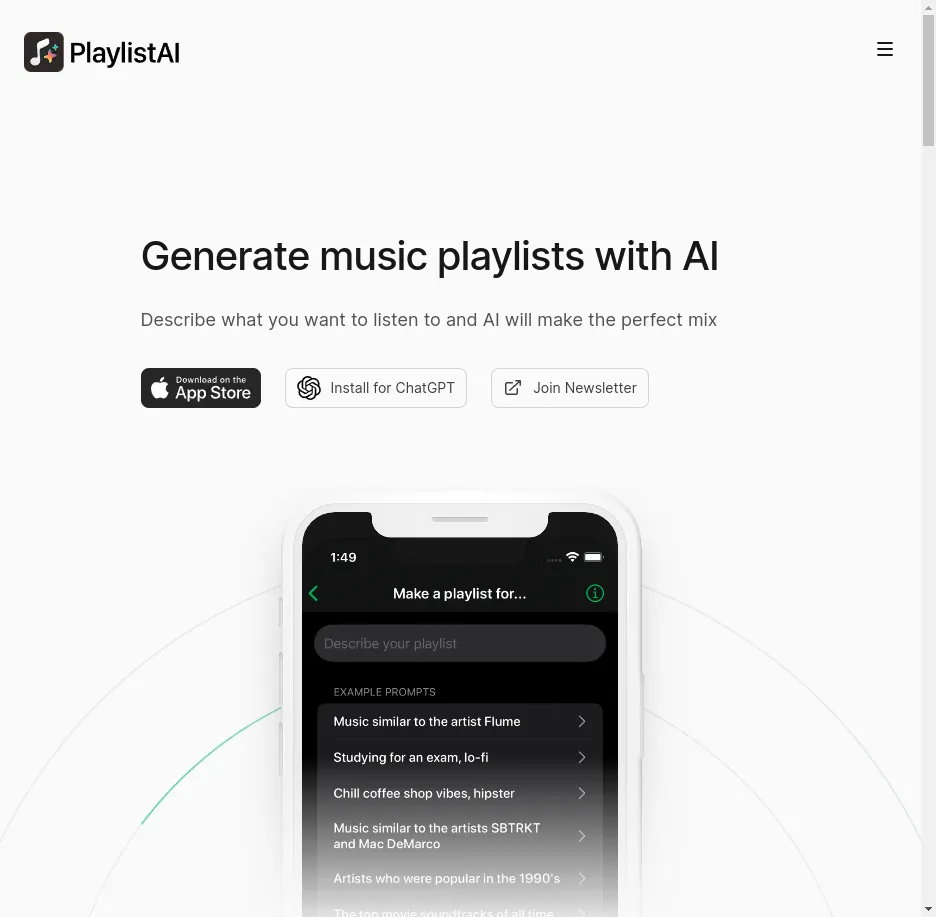 PlaylistAI
Generate music playlists with AI
Describe what you want to listen to and AI will make the perfect mix
Download on the
App Store
Install for ChatGPT
Join Newsletter
1:49
Make a playlist for...
Describe your playlist
EXAMPLE PROMPTS
Music similar to the artist Flume
Studying for an exam, lo-fi
Chill coffee shop vibes, hipster
Music similar to the artists SBTRKT
and Mac DeMarco
Artists who were popular in the 1990's
The top movie soundtracks of all time